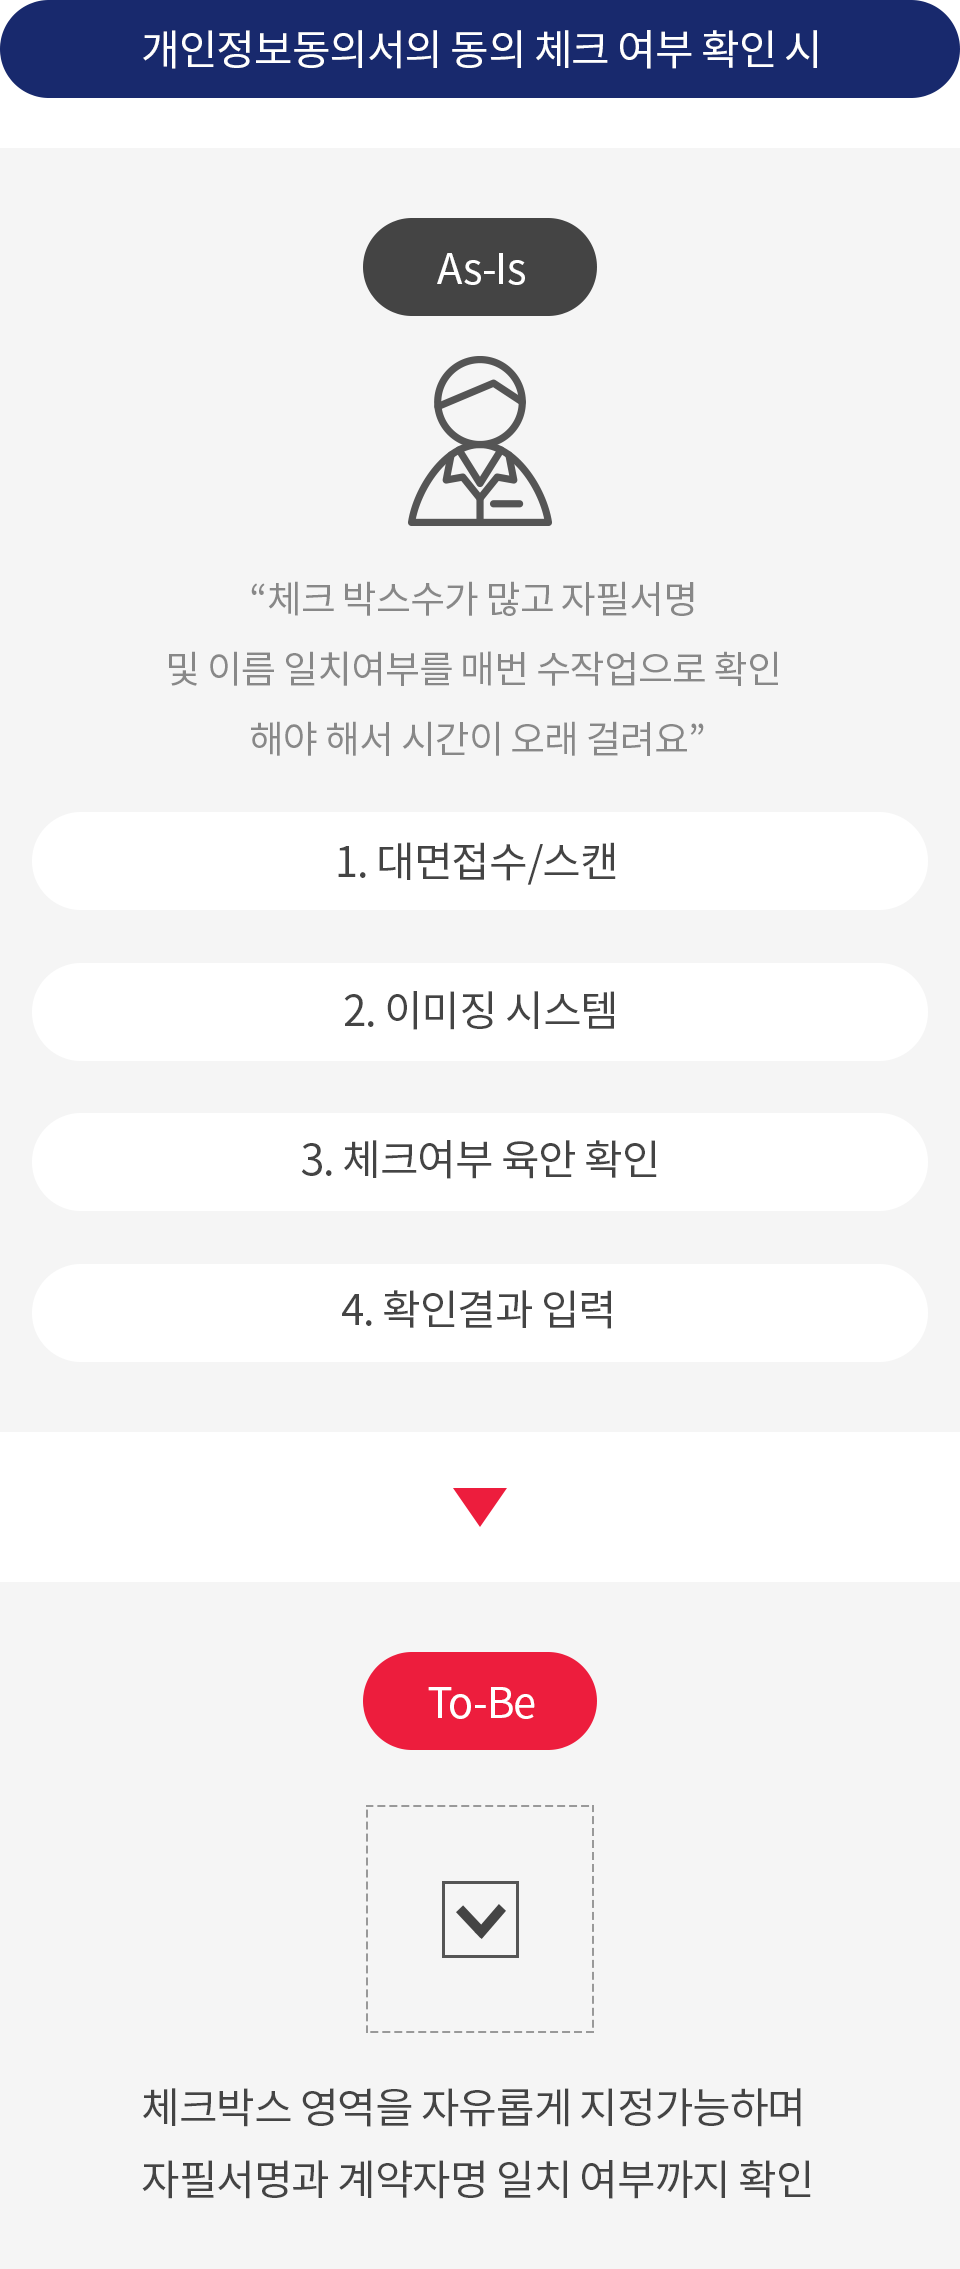 개인정보동의서의 동의 체크 여부 확인 시
As-Is
“체크 박스수가 많고 자필서명
및 이름 일치여부를 매번 수작업으로 확인
해야 해서 시간이 오래 걸려요”
1. 대면접수/스캔
2. 이미징 시스템
3. 체크여부 육안 확인
4. 확인결과 입력
To-Be
체크박스 영역을 자유롭게 지정가능하며
자필서명과 계약자명 일치 여부까지 확인